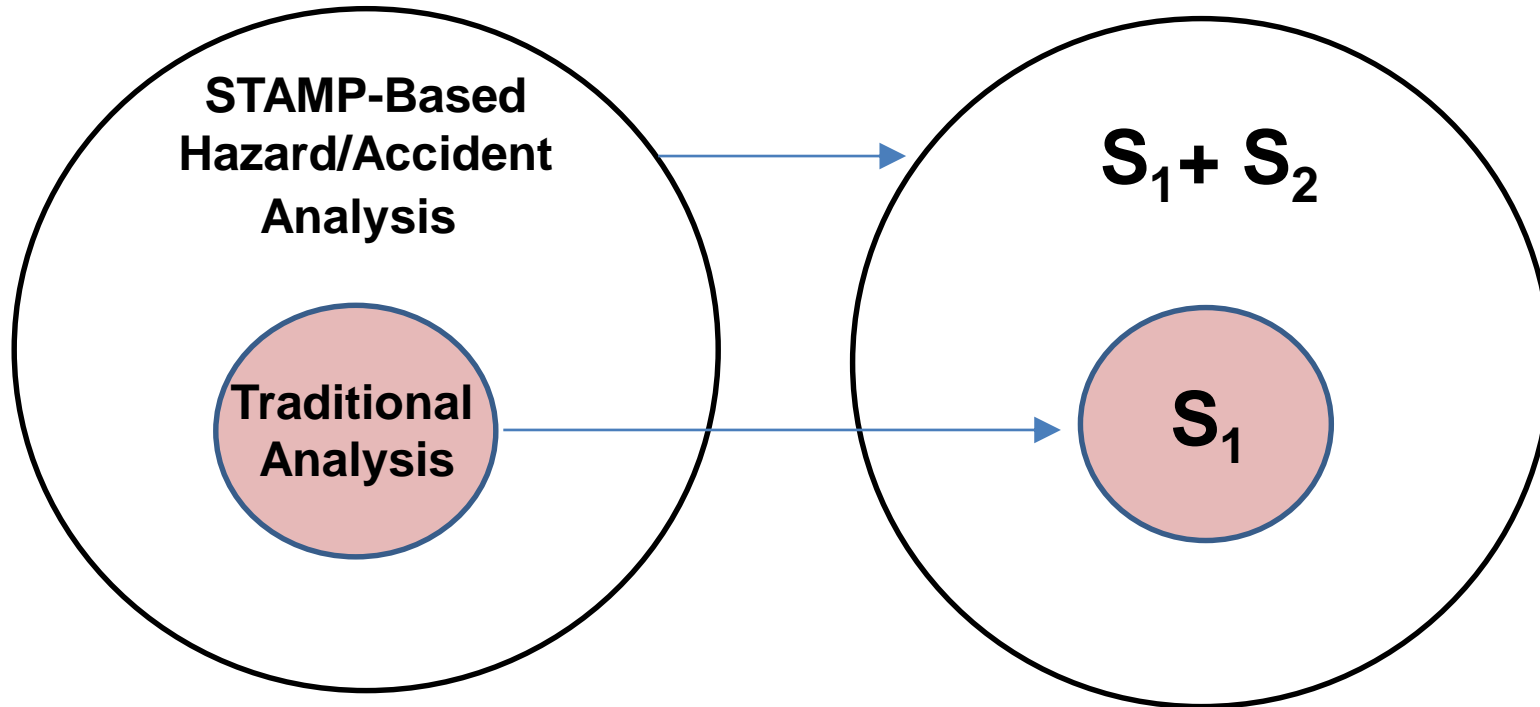 STAMP-Based
Hazard/Accident
Analysis
Traditional
Analysis
S₁+ S₂
S₁